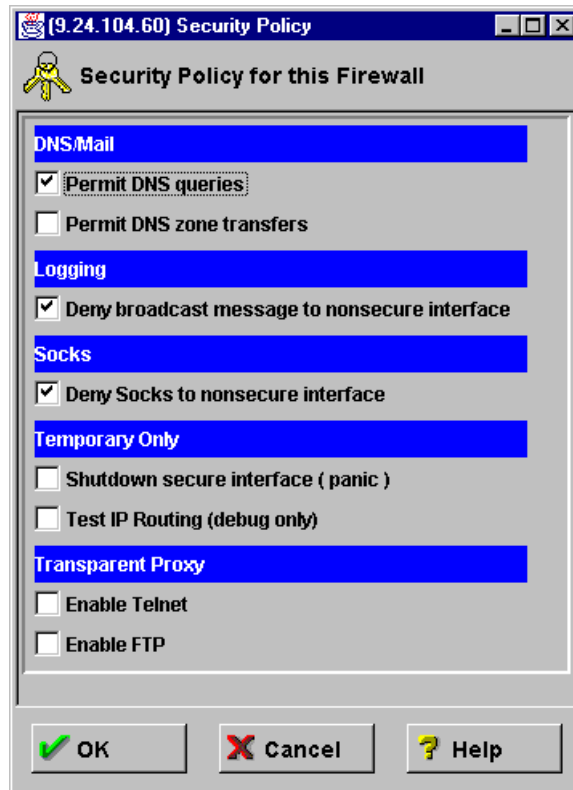 (9.24.104.60) Security Policy
Security Policy for this Firewall
DNS/Mail
Permit DNS queries
Permit DNS zone transfers
Logging
Deny broadcast message to nonsecure interface
Socks
Deny Socks to nonsecure interface
Temporary Only
Shutdown secure interface ( panic )
Test IP Routing (debug only)
Transparent Proxy
Enable Telnet
Enable FTP
OK Cancel Help